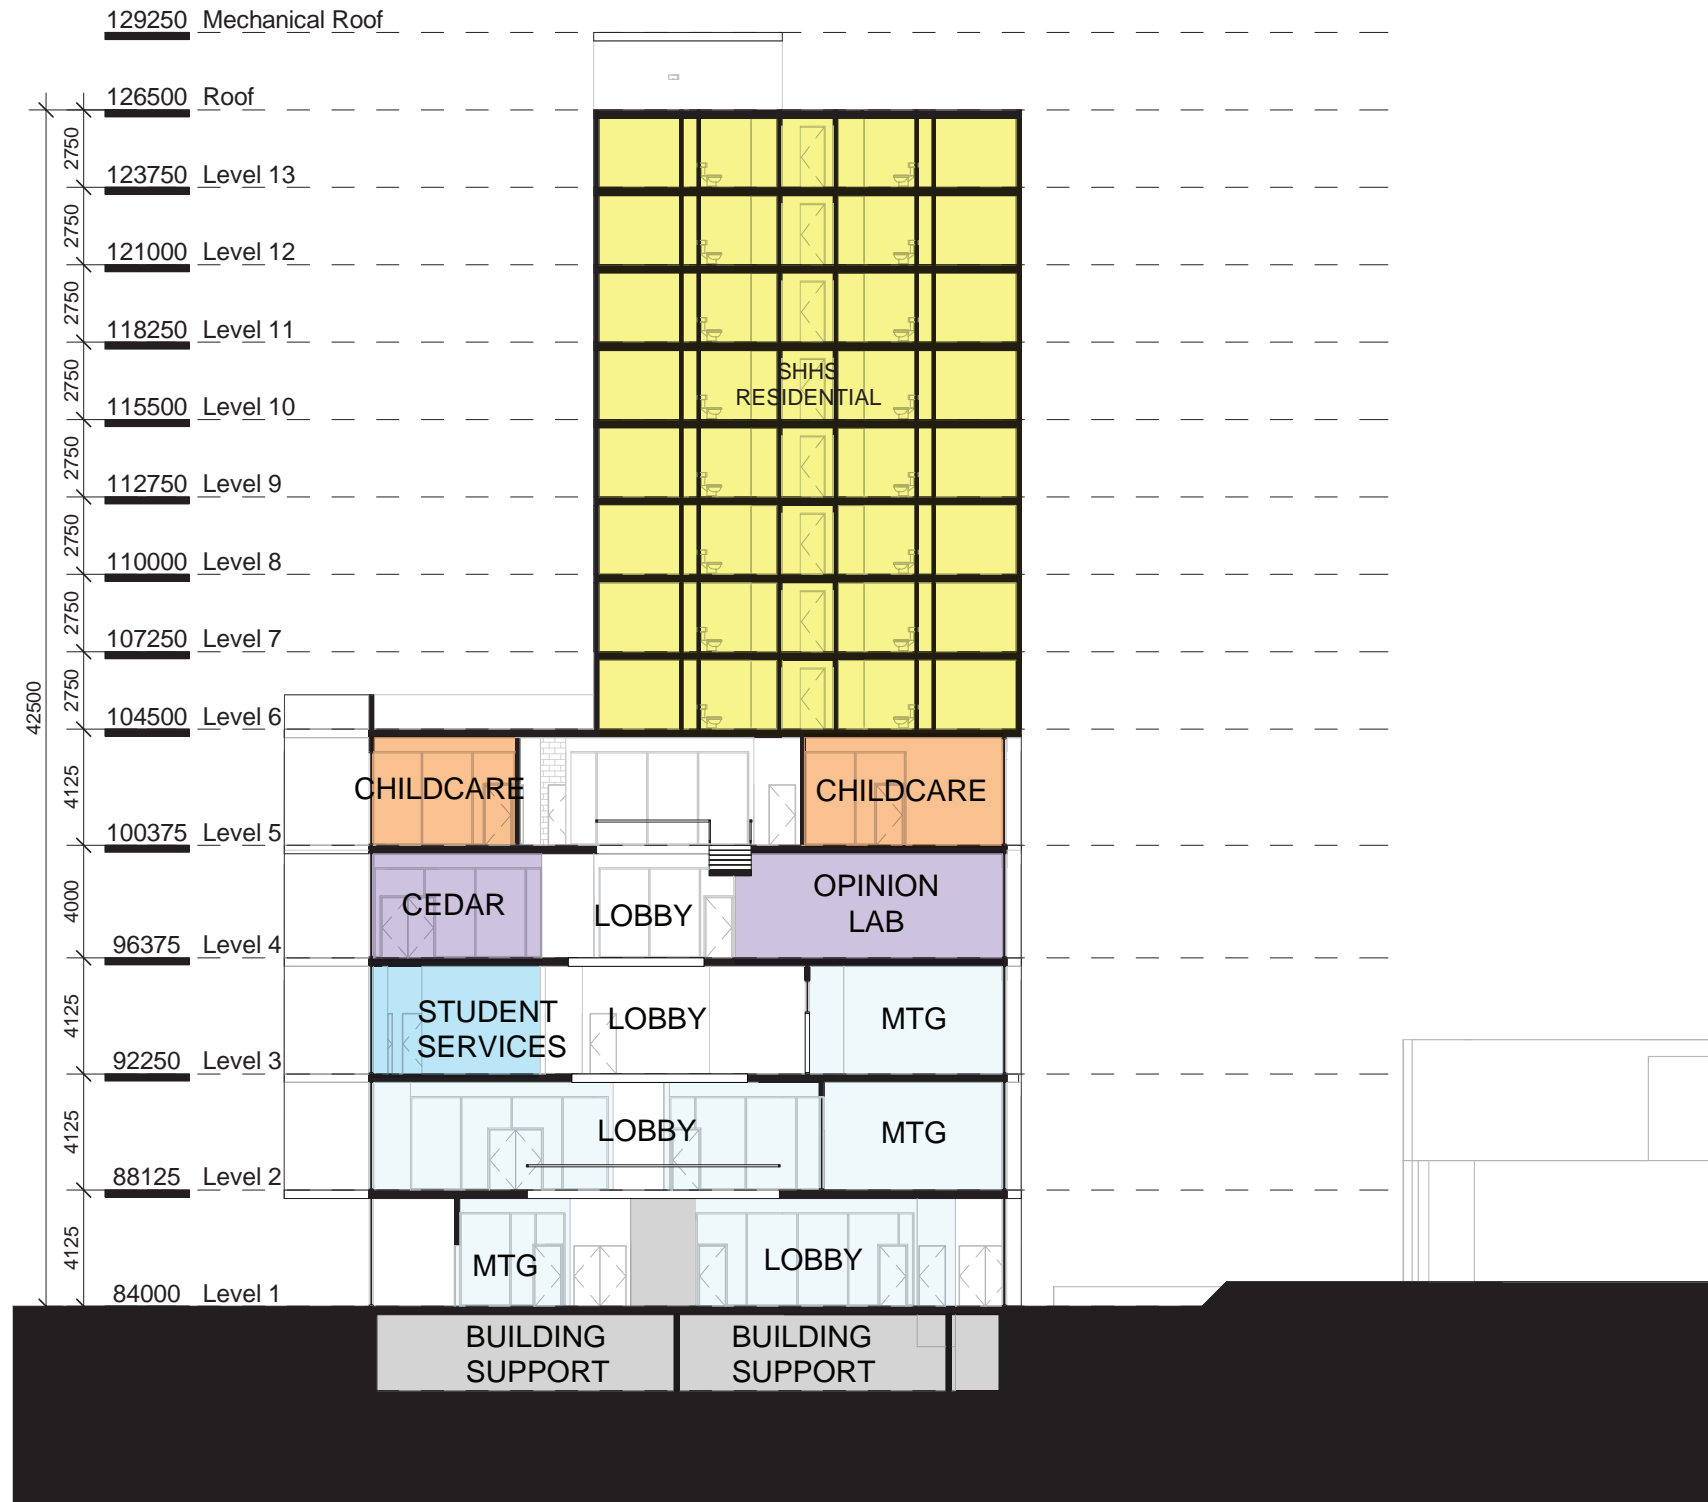 129250 Mechanical Roof
126500 Roof
2750
123750 Level 13
2750
121000 Level 12
2750
118250 Level 11
2750
SHHS
RESIDENTIAL
115500 Level 10
2750
112750 Level 9
2750
110000 Level 8
2750
107250 Level 7
2750
42500
104500 Level 6
4125
CHILDCARE
CHILDCARE
100375 Level 5
4000
CEDAR
LOBBY
OPINION
LAB
96375 Level 4
4125
STUDENT
SERVICES
LOBBY
MTG
92250 Level 3
4125
LOBBY
MTG
88125 Level 2
4125
MTG
LOBBY
84000 Level 1
BUILDING
SUPPORT
BUILDING
SUPPORT